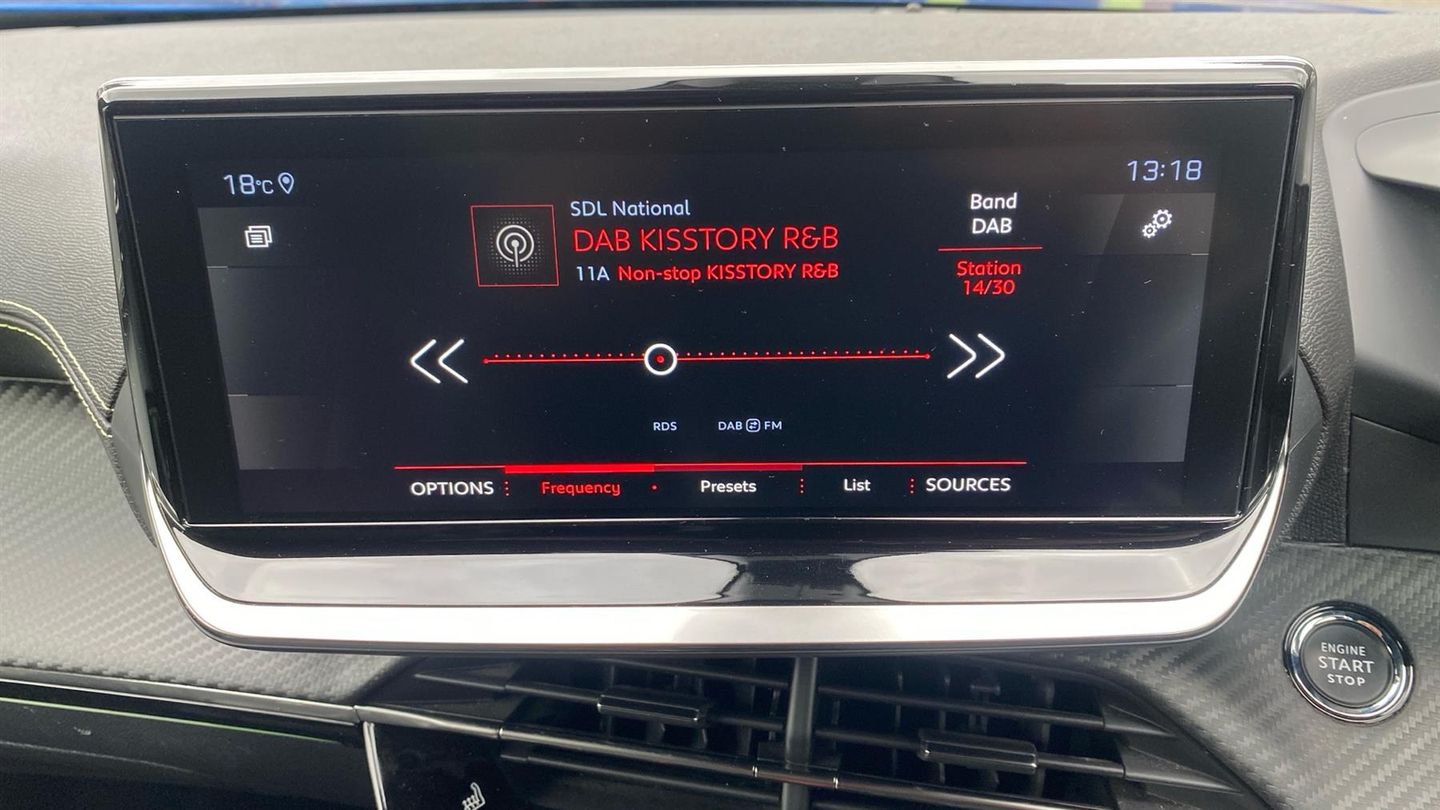 18°C
13:18
SDL National
DAB KISSTORY R&B
11A Non-stop KISSTORY R&B
Band
DAB
Station
14/30
RDS DAB FM
OPTIONS Frequency Presets List SOURCES
ENGINE
START
STOP